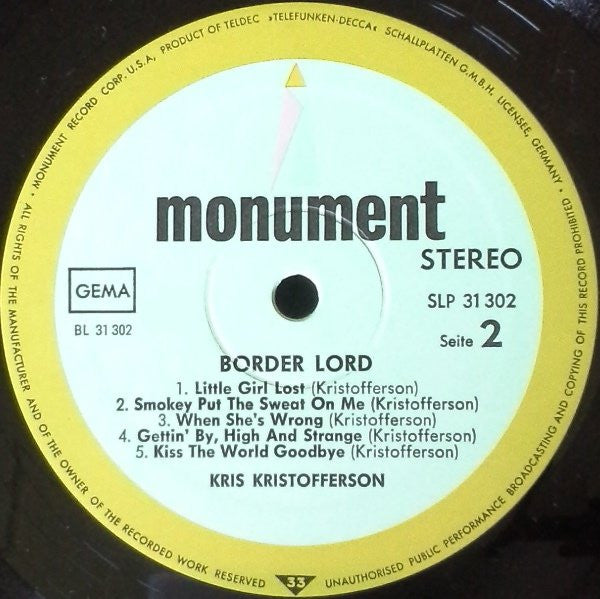 MONUMENT RECORD CORP. U.S.A. PRODUCT OF TELDEC »TELEFUNKEN-DECCA« SCHALLPLATTEN G.M.B.H. LICENSEE, GERMANY •
monument
STEREO
GEMA
SLP 31 302
BL 31 302
Seite 2
BORDER LORD
1. Little Girl Lost (Kristofferson)
2. Smokey Put The Sweat On Me (Kristofferson)
3. When She's Wrong (Kristofferson)
4. Gettin' By, High And Strange (Kristofferson)
5. Kiss The World Goodbye (Kristofferson)
KRIS KRISTOFFERSON
• ALL RIGHTS OF THE MANUFACTURER AND OF THE OWNER OF THE RECORDED WORK RESERVED
33
UNAUTHORISED PUBLIC PERFORMANCE BROADCASTING AND COPYING OF THIS RECORD PROHIBITED